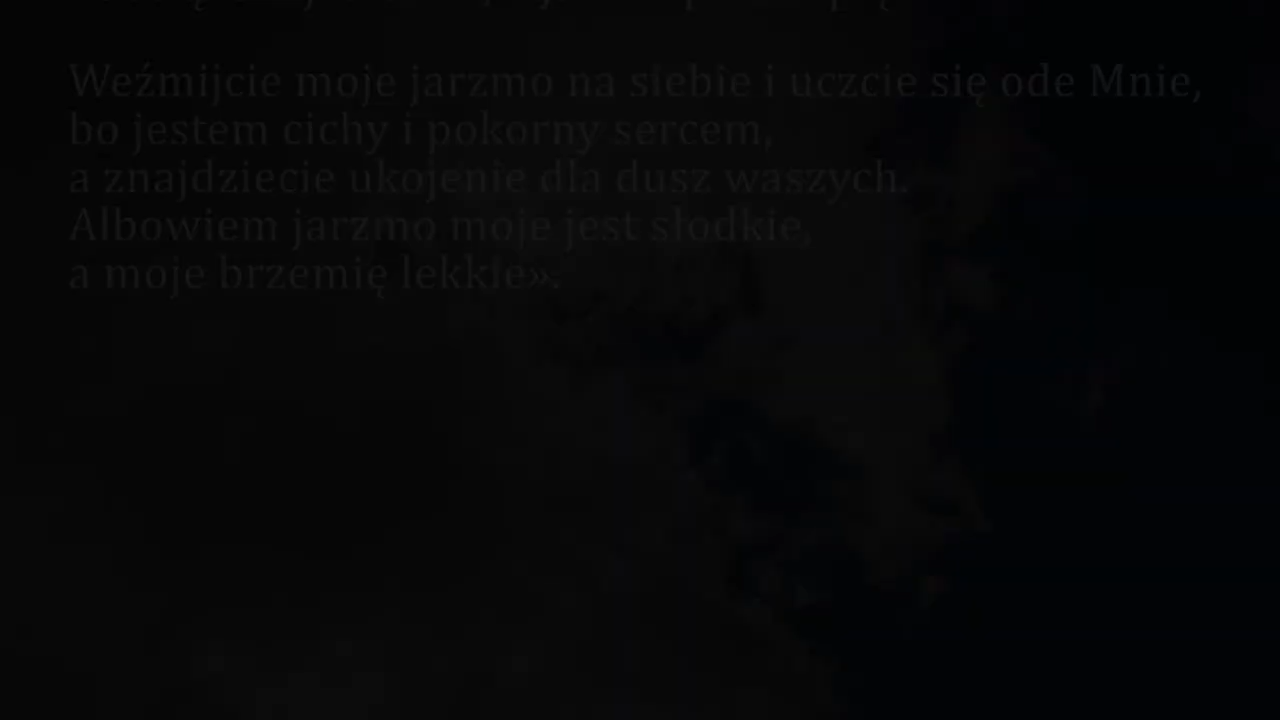 Weźmijcie moje jarzmo na siebie i uczcie się ode Mnie,
bo jestem cichy i pokorny sercem,
a znajdziecie ukojenie dla dusz waszych.
Albowiem jarzmo moje jest słodkie,
a moje brzemię lekkie».